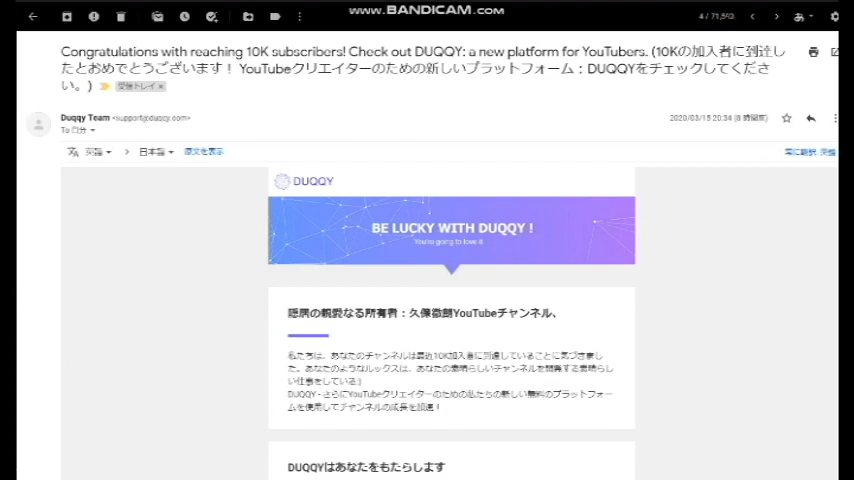 www.BANDICAM.com
4 / 71,593
あ
Congratulations with reaching 10K subscribers! Check out DUQQY: a new platform for YouTubers. (10Kの加入者に到達し
たとおめでとうございます！ YouTubeクリエイターのための新しいプラットフォーム：DUQQYをチェックしてくださ
い。)
受信トレイ ×
Duqqy Team <support@duqqy.com>
2020/03/15 20:34 (8 時間前)
To 自分
英語 > 日本語 原文を表示
常に翻訳: 英語
DUQQY
BE LUCKY WITH DUQQY !
You're going to love it
隠居の親愛なる所有者：久保徹朗YouTubeチャンネル、
私たちは、あなたのチャンネルは最近10K加入者に到達していることに気づきまし
た。あなたのようなルックスは、あなたの素晴らしいチャンネルを開発する素晴らし
い仕事をしている:)
DUQQY - さらにYouTubeクリエイターのための私たちの新しい無料のプラットフォー
ムを使用してチャンネルの成長を加速！
DUQQYはあなたをもたらします